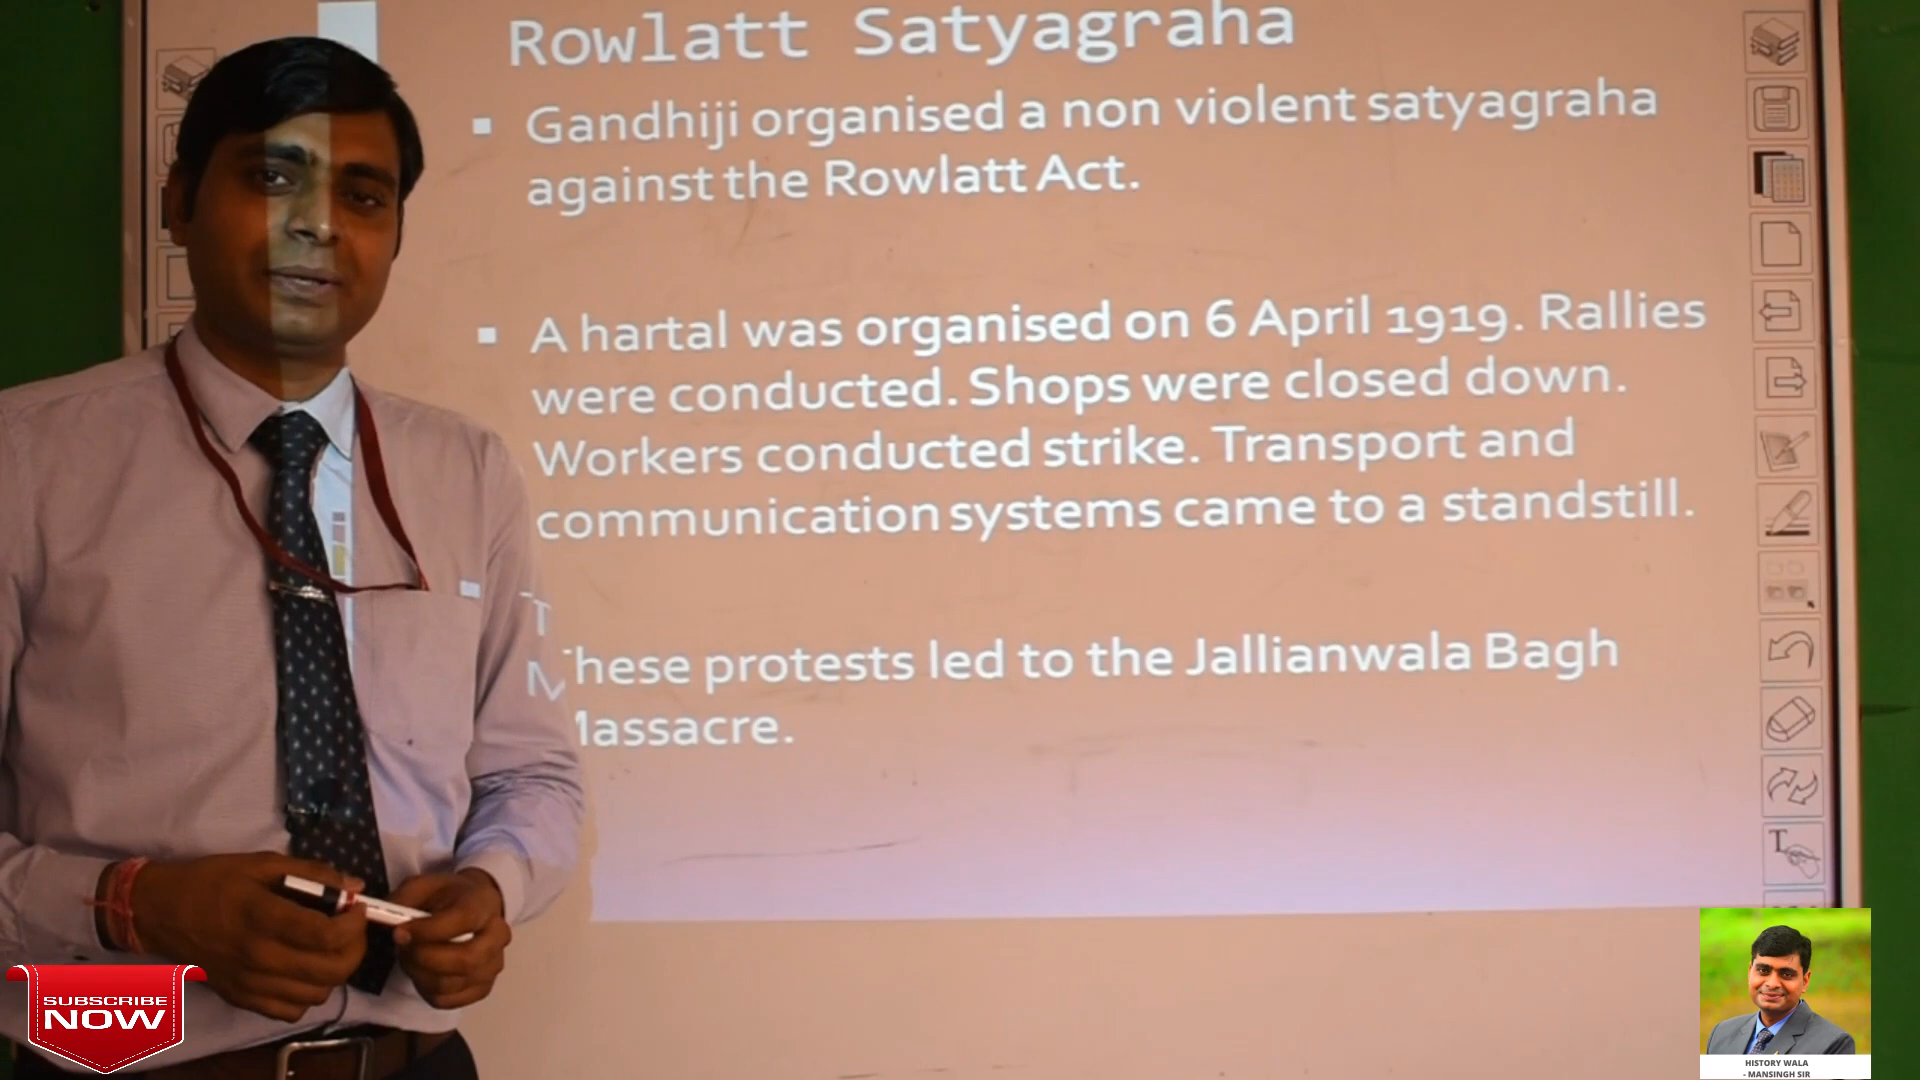 Rowlatt Satyagraha
▪ Gandhiji organised a non violent satyagraha
against the Rowlatt Act.
▪ A hartal was organised on 6 April 1919. Rallies
were conducted. Shops were closed down.
Workers conducted strike. Transport and
communication systems came to a standstill.
These protests led to the Jallianwala Bagh
Massacre.
T
SUBSCRIBE
NOW
HISTORY WALA
- MANSINGH SIR